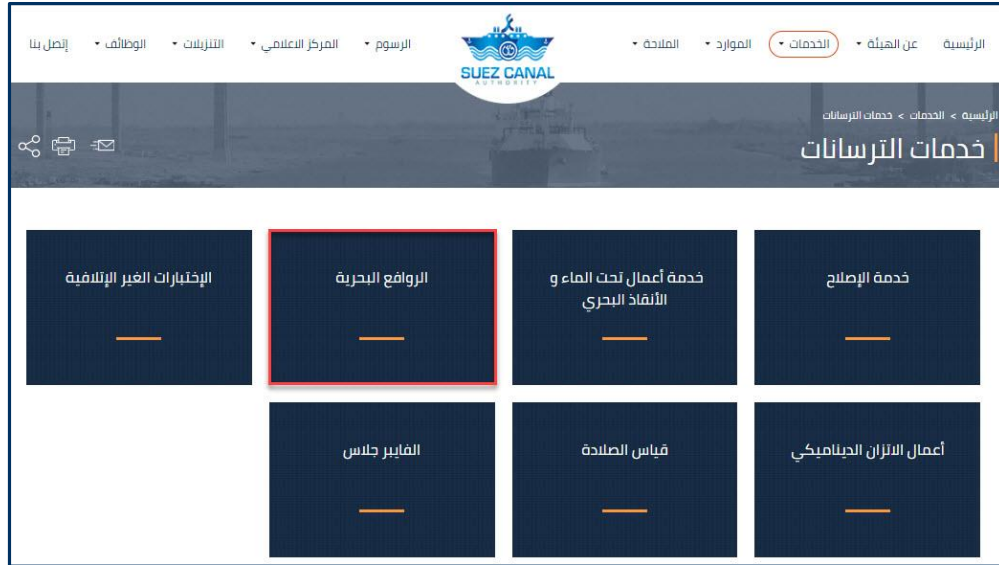 الرئيسية
عن الهيئة
الخدمات
الموارد
الملاحة
SUEZ CANAL
AUTHORITY
الرسوم
المركز الاعلامي
التنزيلات
الوظائف
إتصل بنا
الرئيسية > الخدمات > خدمات الترسانات
خدمات الترسانات
خدمة الإصلاح
خدمة أعمال تحت الماء و
الأنقاذ البحري
الروافع البحرية
الإختبارات الغير الإتلافية
أعمال الاتزان الديناميكي
قياس الصلادة
الفايبر جلاس